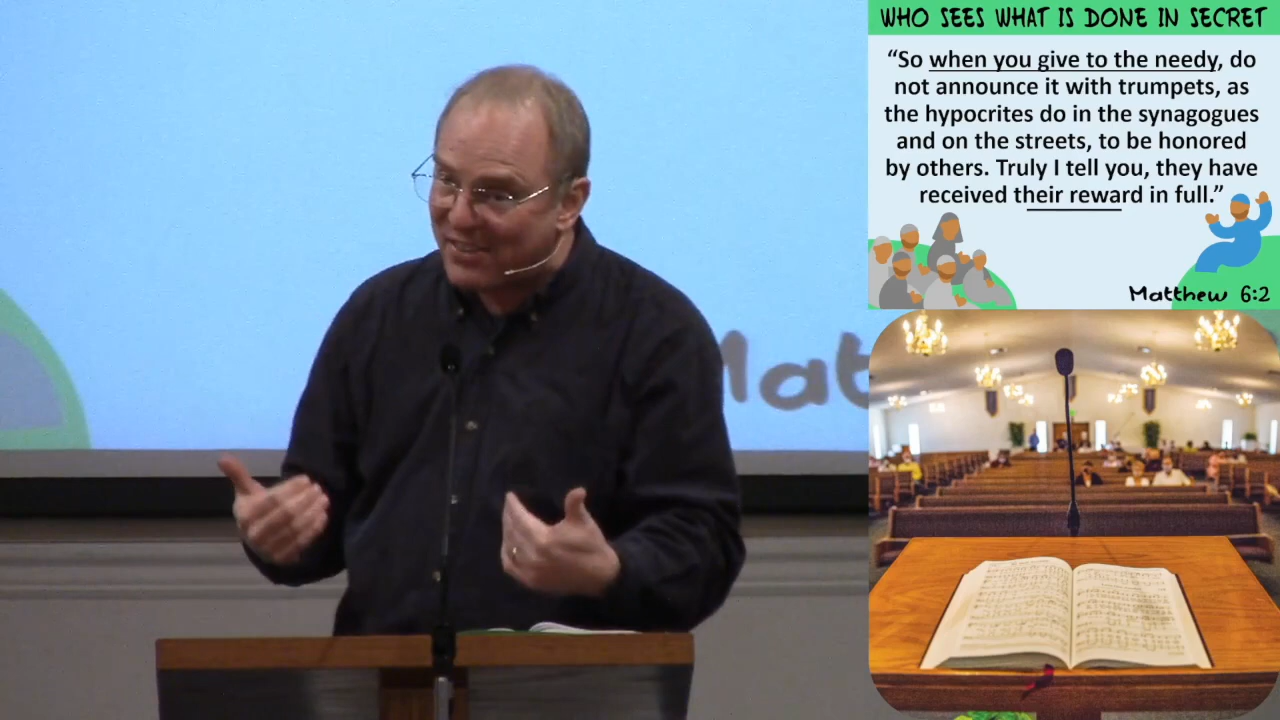 WHO SEES WHAT IS DONE IN SECRET
“So when you give to the needy, do
not announce it with trumpets, as
the hypocrites do in the synagogues
and on the streets, to be honored
by others. Truly I tell you, they have
received their reward in full.”
Matthew 6:2
Mat